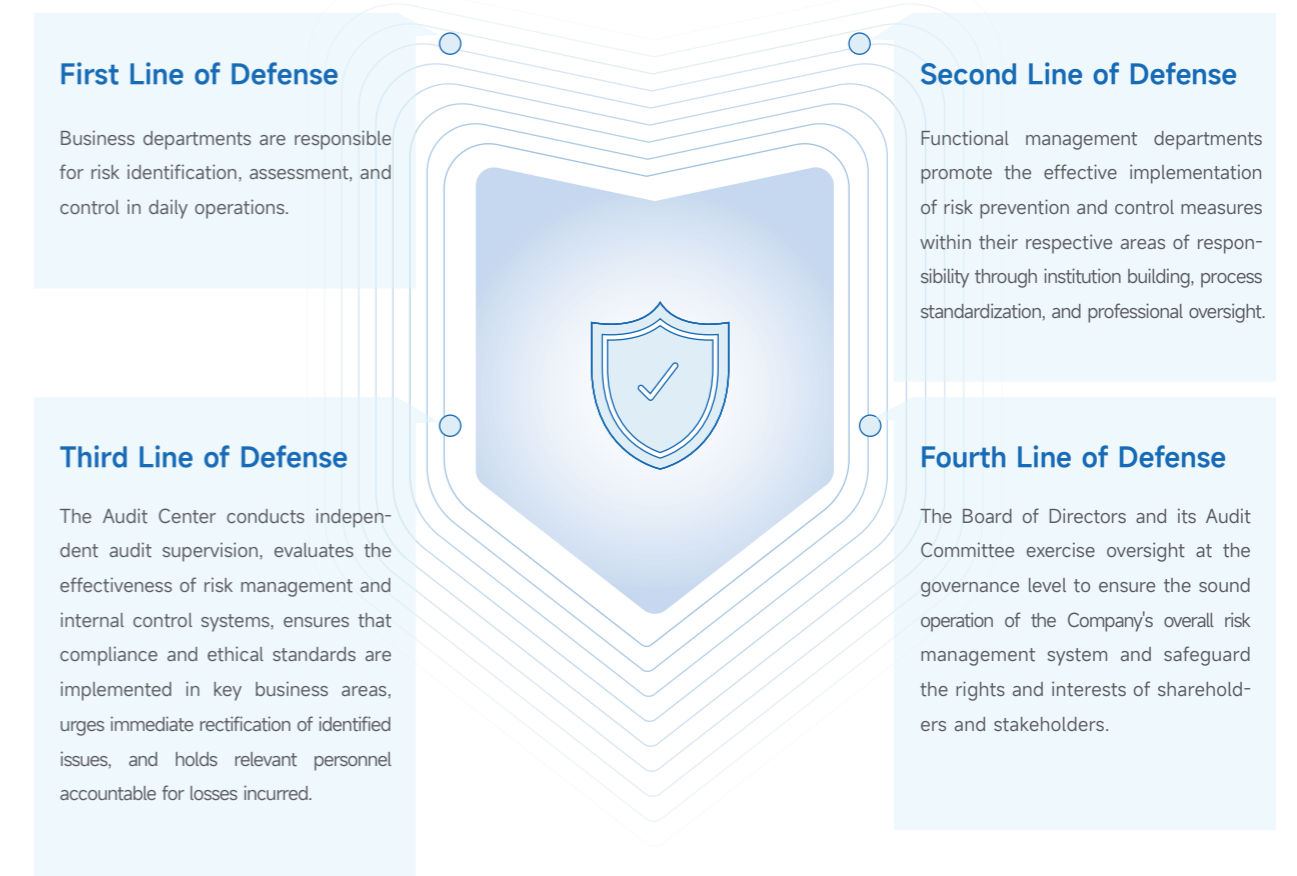 First Line of Defense
Business departments are responsible
for risk identification, assessment, and
control in daily operations.
Second Line of Defense
Functional management departments
promote the effective implementation
of risk prevention and control measures
within their respective areas of respon-
sibility through institution building, process
standardization, and professional oversight.
Third Line of Defense
The Audit Center conducts indepen-
dent audit supervision, evaluates the
effectiveness of risk management and
internal control systems, ensures that
compliance and ethical standards are
implemented in key business areas,
urges immediate rectification of identified
issues, and holds relevant personnel
accountable for losses incurred.
Fourth Line of Defense
The Board of Directors and its Audit
Committee exercise oversight at the
governance level to ensure the sound
operation of the Company's overall risk
management system and safeguard
the rights and interests of sharehold-
ers and stakeholders.